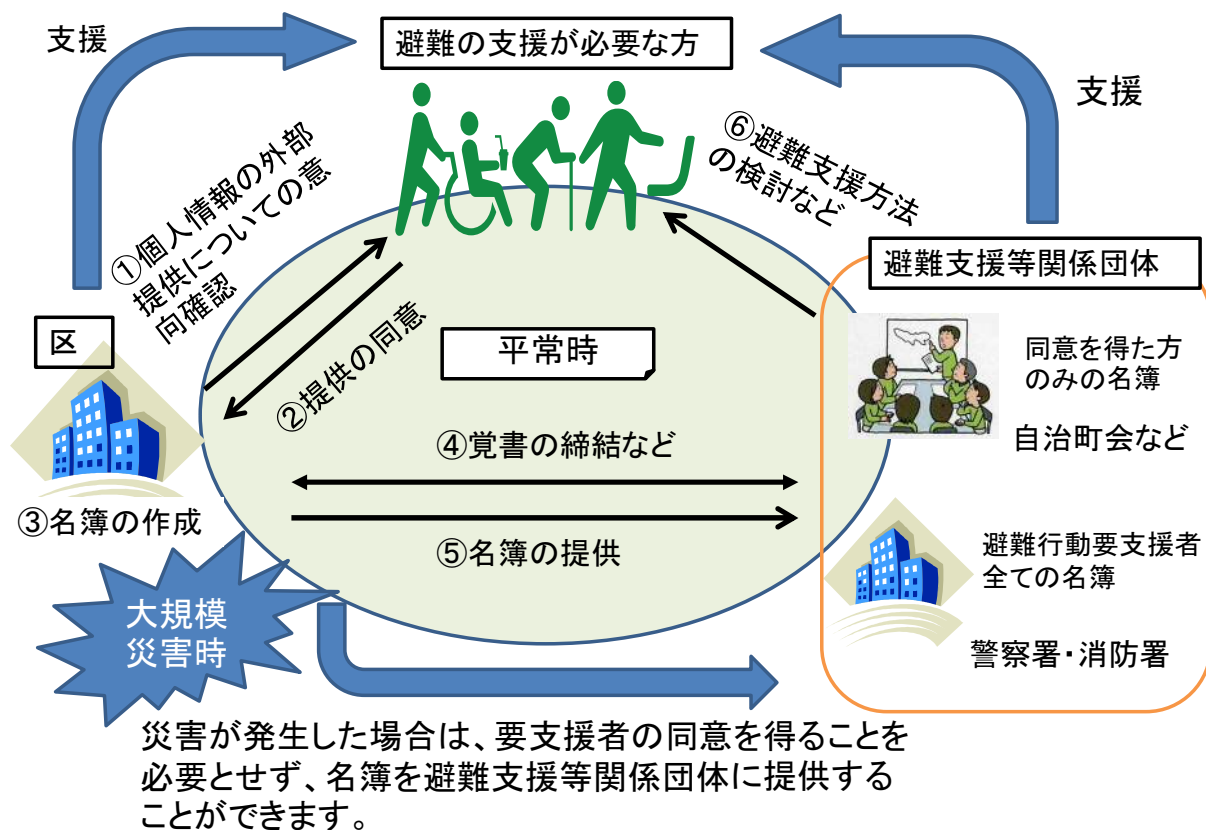 支援
避難の支援が必要な方
支援
①個人情報の外部
提供についての意
向確認
⑥避難支援方法
の検討など
避難支援等関係団体
区
②提供の同意
平常時
同意を得た方
のみの名簿
自治町会など
④覚書の締結など
③名簿の作成
⑤名簿の提供
避難行動要支援者
全ての名簿
警察署・消防署
大規模
災害時
災害が発生した場合は、要支援者の同意を得ることを
必要とせず、名簿を避難支援等関係団体に提供する
ことができます。